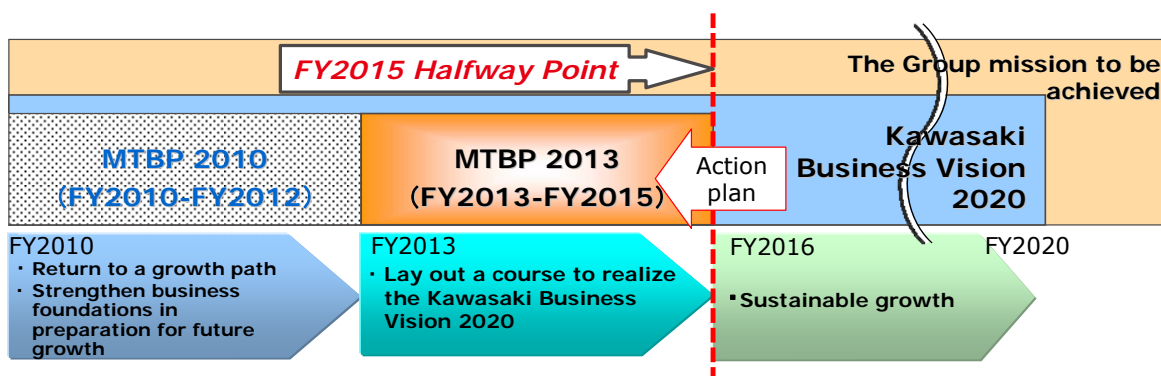 FY2015 Halfway Point
The Group mission to be
achieved
MTBP 2010
(FY2010-FY2012)
MTBP 2013
(FY2013-FY2015)
Action
plan
Kawasaki
Business Vision
2020
FY2010
・Return to a growth path
・Strengthen business
foundations in
preparation for future
growth
FY2013
・Lay out a course to realize
the Kawasaki Business
Vision 2020
FY2016
▪Sustainable growth
FY2020